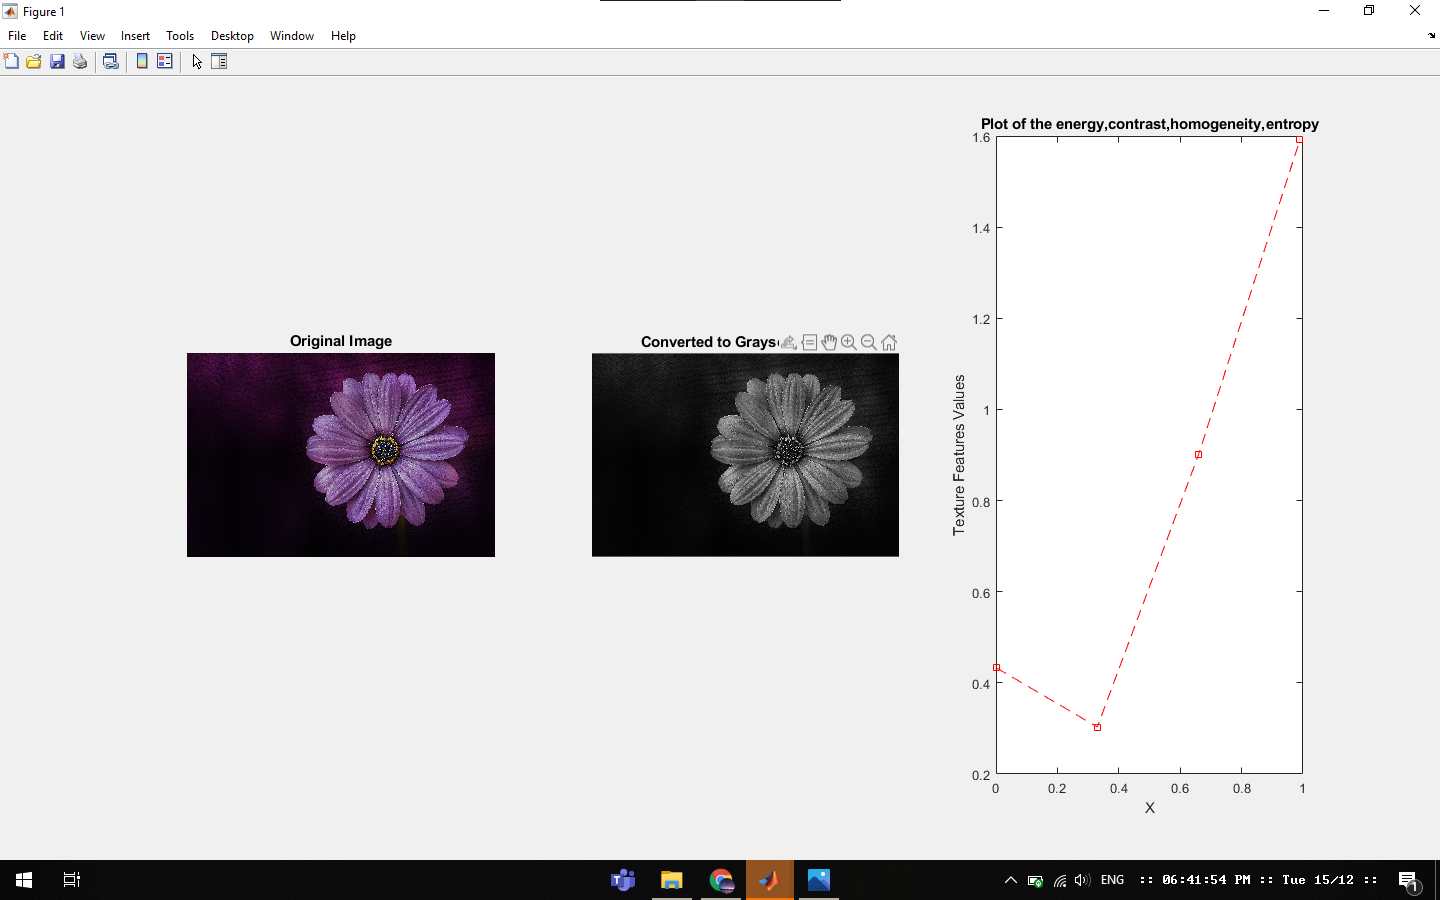 Figure 1
File Edit View Insert Tools Desktop Window Help
Original Image
Converted to Grays
Plot of the energy,contrast,homogeneity,entropy
1.6
1.4
1.2
1
0.8
0.6
0.4
0.2
Texture Features Values
0 0.2 0.4 0.6 0.8 1
X
ENG :: 06:41:54 PM :: Tue 15/12 :: 1